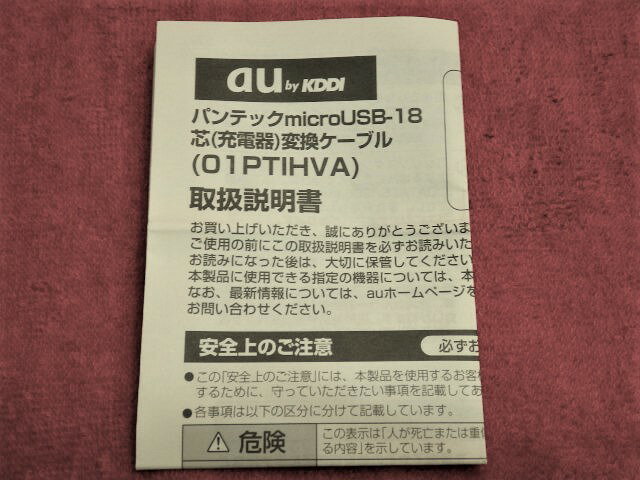 au by KDDI
パンテックmicroUSB-18
芯(充電器)変換ケーブル
(01PTIHVA)
取扱説明書
お買い上げいただき、誠にありがとうございま
ご使用の前にこの取扱説明書を必ずお読みいた
お読みになった後は、大切に保管してください
本製品に使用できる指定の機器については、本
なお、最新情報については、auホームページを
お問い合わせください。
安全上のご注意 必ずお
●この「安全上のご注意」には、本製品を使用するお客
するために、守っていただきたい事項を記載してあ
●各事項は以下の区分に分けて記載しています。
⚠危険 この表示は「人が死亡または重
る内容」を示しています。